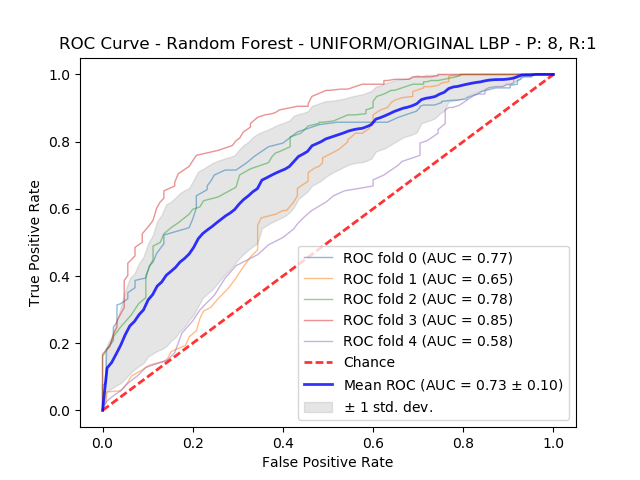 ROC Curve - Random Forest - UNIFORM/ORIGINAL LBP - P: 8, R:1
1.0
0.8
0.6
0.4
0.2
0.0
True Positive Rate
ROC fold 0 (AUC = 0.77)
ROC fold 1 (AUC = 0.65)
ROC fold 2 (AUC = 0.78)
ROC fold 3 (AUC = 0.85)
ROC fold 4 (AUC = 0.58)
Chance
Mean ROC (AUC = 0.73 ± 0.10)
± 1 std. dev.
0.0 0.2 0.4 0.6 0.8 1.0
False Positive Rate